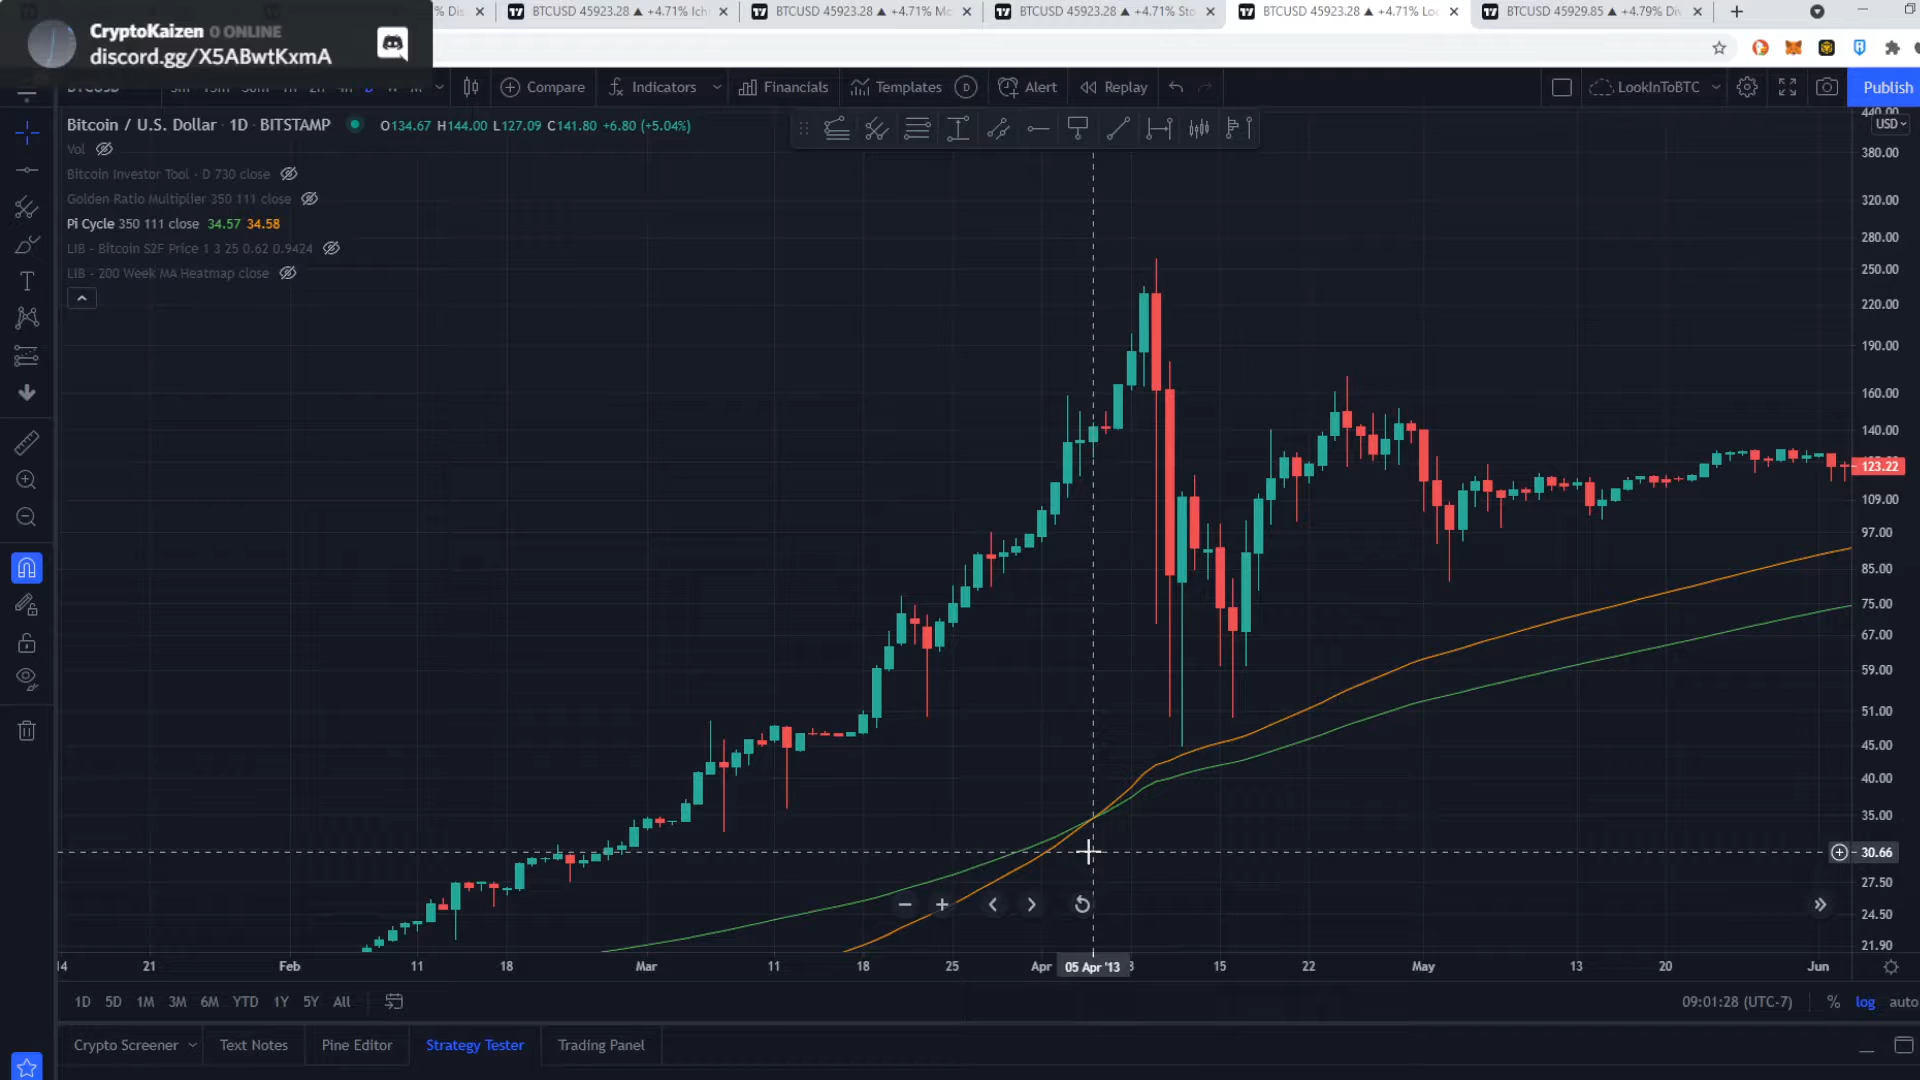 CryptoKaizen 0 ONLINE
discord.gg/X5ABwtKxmA
BTCUSD 45923.28 ▲ +4.71% Ich
BTCUSD 45923.28 ▲ +4.71% Mo
BTCUSD 45923.28 ▲ +4.71% Sto
BTCUSD 45923.28 ▲ +4.71% Loo
BTCUSD 45929.85 ▲ +4.79% Div
Compare
Indicators
Financials
Templates
D
Alert
Replay
LookInToBTC
Publish
Bitcoin / U.S. Dollar · 1D · BITSTAMP
O134.67 H144.00 L127.09 C141.80 +6.80 (+5.04%)
Vol
Bitcoin Investor Tool - D 730 close
Golden Ratio Multiplier 350 111 close
Pi Cycle 350 111 close 34.57 34.58
LIB - Bitcoin S2F Price 1 3 25 0.62 0.9424
LIB - 200 Week MA Heatmap close
440.00
USD
380.00
320.00
280.00
250.00
220.00
190.00
160.00
140.00
123.22
109.00
97.00
85.00
75.00
67.00
59.00
51.00
45.00
40.00
35.00
30.66
27.50
24.50
21.90
21 Feb 11 18 Mar 11 18 25 Apr 05 Apr '13 15 22 May 13 20 Jun
1D 5D 1M 3M 6M YTD 1Y 5Y All
09:01:28 (UTC-7) % log auto
Crypto Screener Text Notes Pine Editor Strategy Tester Trading Panel